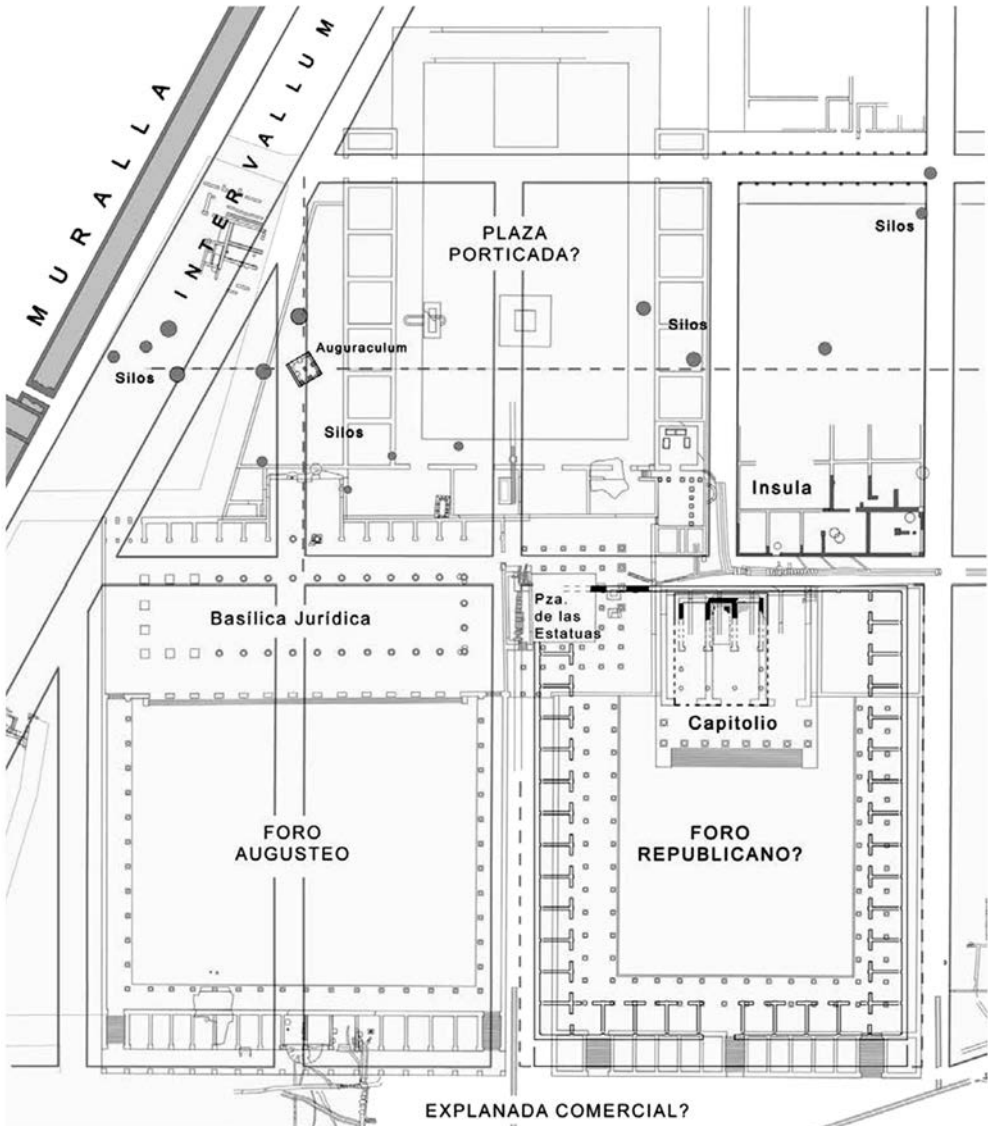 MURALLA
INTERVALLUM
PLAZA
PORTICADA?
Silos
Silos
Auguraculum
Silos
Silos
Insula
Pza.
de las
Estatuas
Basílica Jurídica
Capitolio
FORO
AUGUSTEO
FORO
REPUBLICANO?
EXPLANADA COMERCIAL?